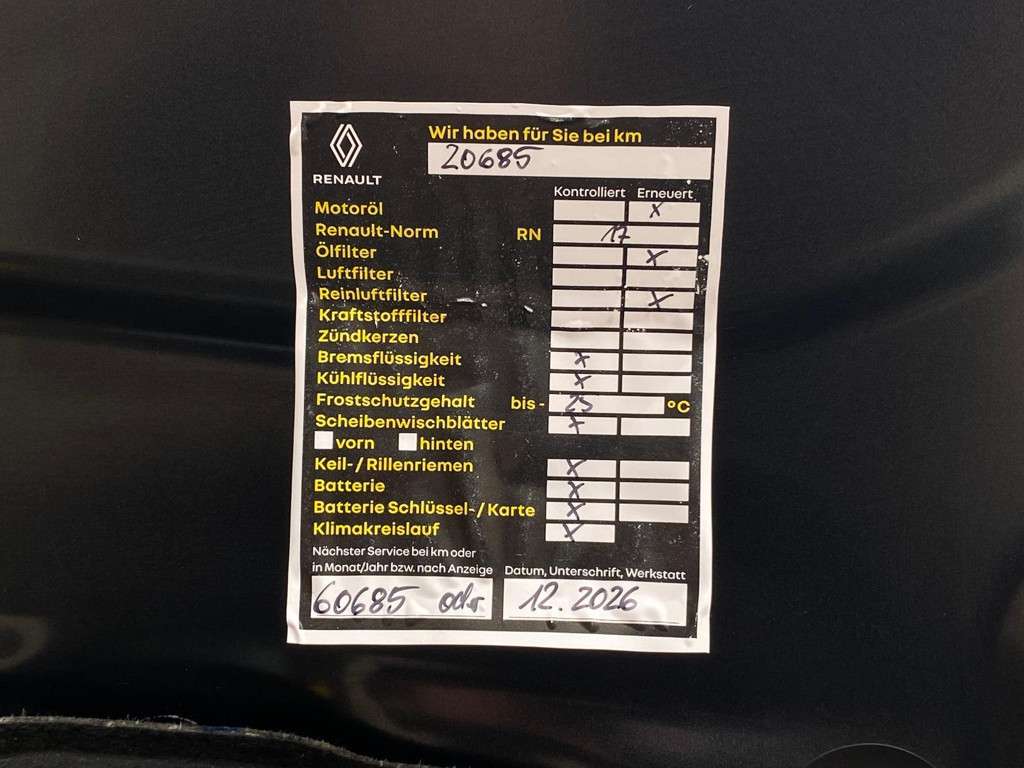 RENAULT
Wir haben für Sie bei km
20685
Kontrolliert Erneuert
Motoröl x
Renault-Norm RN 17
Ölfilter x
Luftfilter
Reinluftfilter x
Kraftstofffilter
Zündkerzen
Bremsflüssigkeit x
Kühlflüssigkeit x
Frostschutzgehalt bis - 25 °C
Scheibenwischblätter x
vorn hinten
Keil-/Rillenriemen x
Batterie x
Batterie Schlüssel-/Karte x
Klimakreislauf x
Nächster Service bei km oder
in Monat/Jahr bzw. nach Anzeige
Datum, Unterschrift, Werkstatt
60685 oder 12.2026